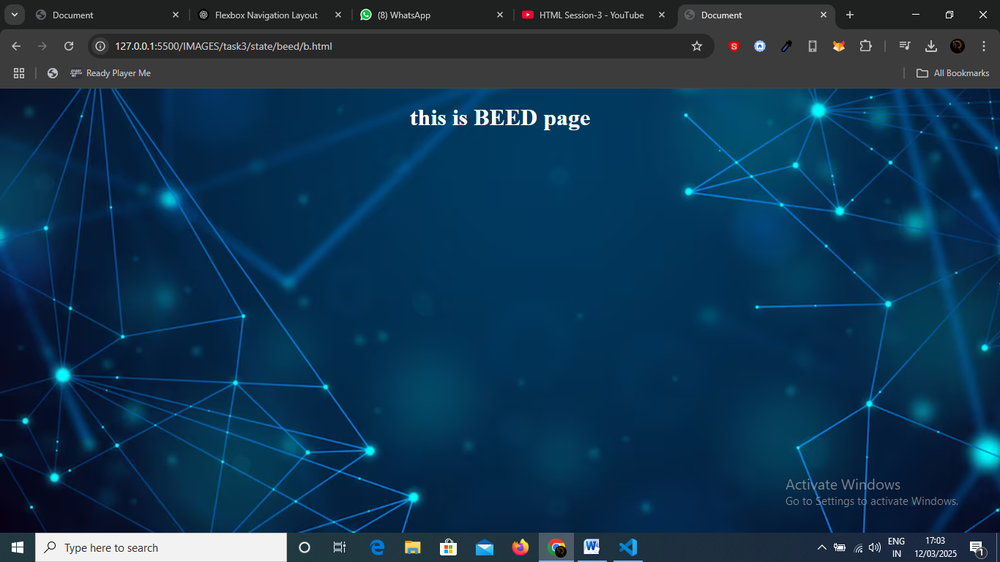 Document
Flexbox Navigation Layout
(8) WhatsApp
HTML Session-3 - YouTube
Document
127.0.0.1:5500/IMAGES/task3/state/beed/b.html
Ready Player Me
All Bookmarks
this is BEED page
Activate Windows
Go to Settings to activate Windows.
Type here to search
ENG
IN
17:03
12/03/2025
1